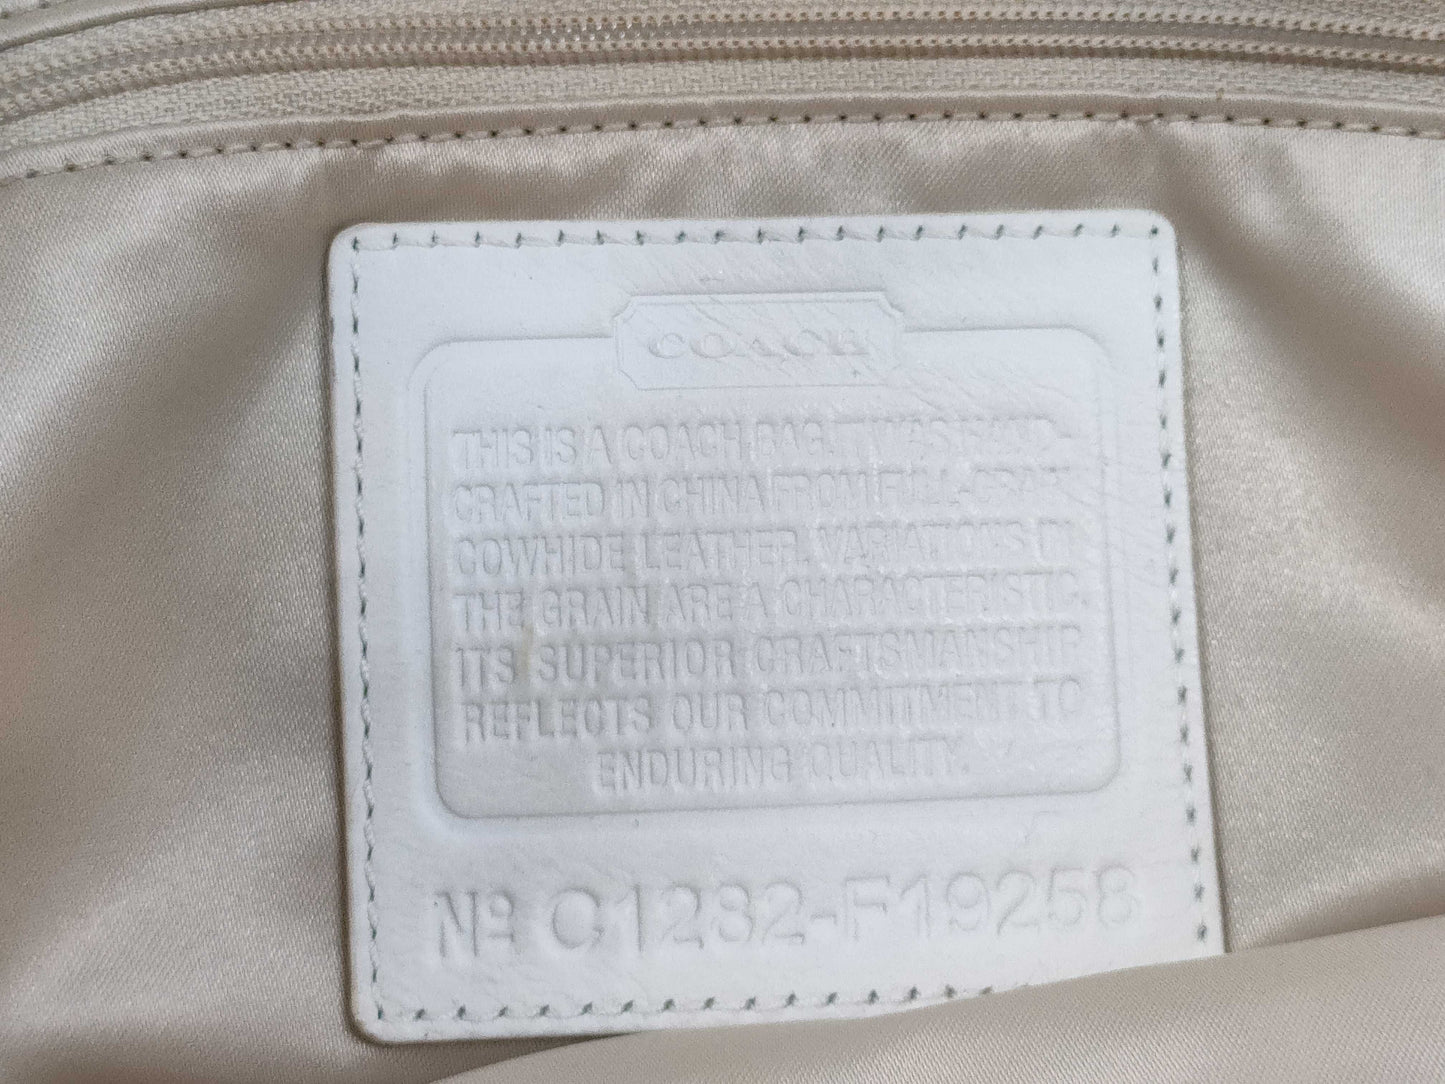 COACH
THIS IS A COACH BAG. IT WAS HAND-
CRAFTED IN CHINA FROM FULL-GRAIN
COWHIDE LEATHER. VARIATIONS IN
THE GRAIN ARE A CHARACTERISTIC.
ITS SUPERIOR CRAFTSMANSHIP
REFLECTS OUR COMMITMENT TO
ENDURING QUALITY.
Nº C1282-F19258